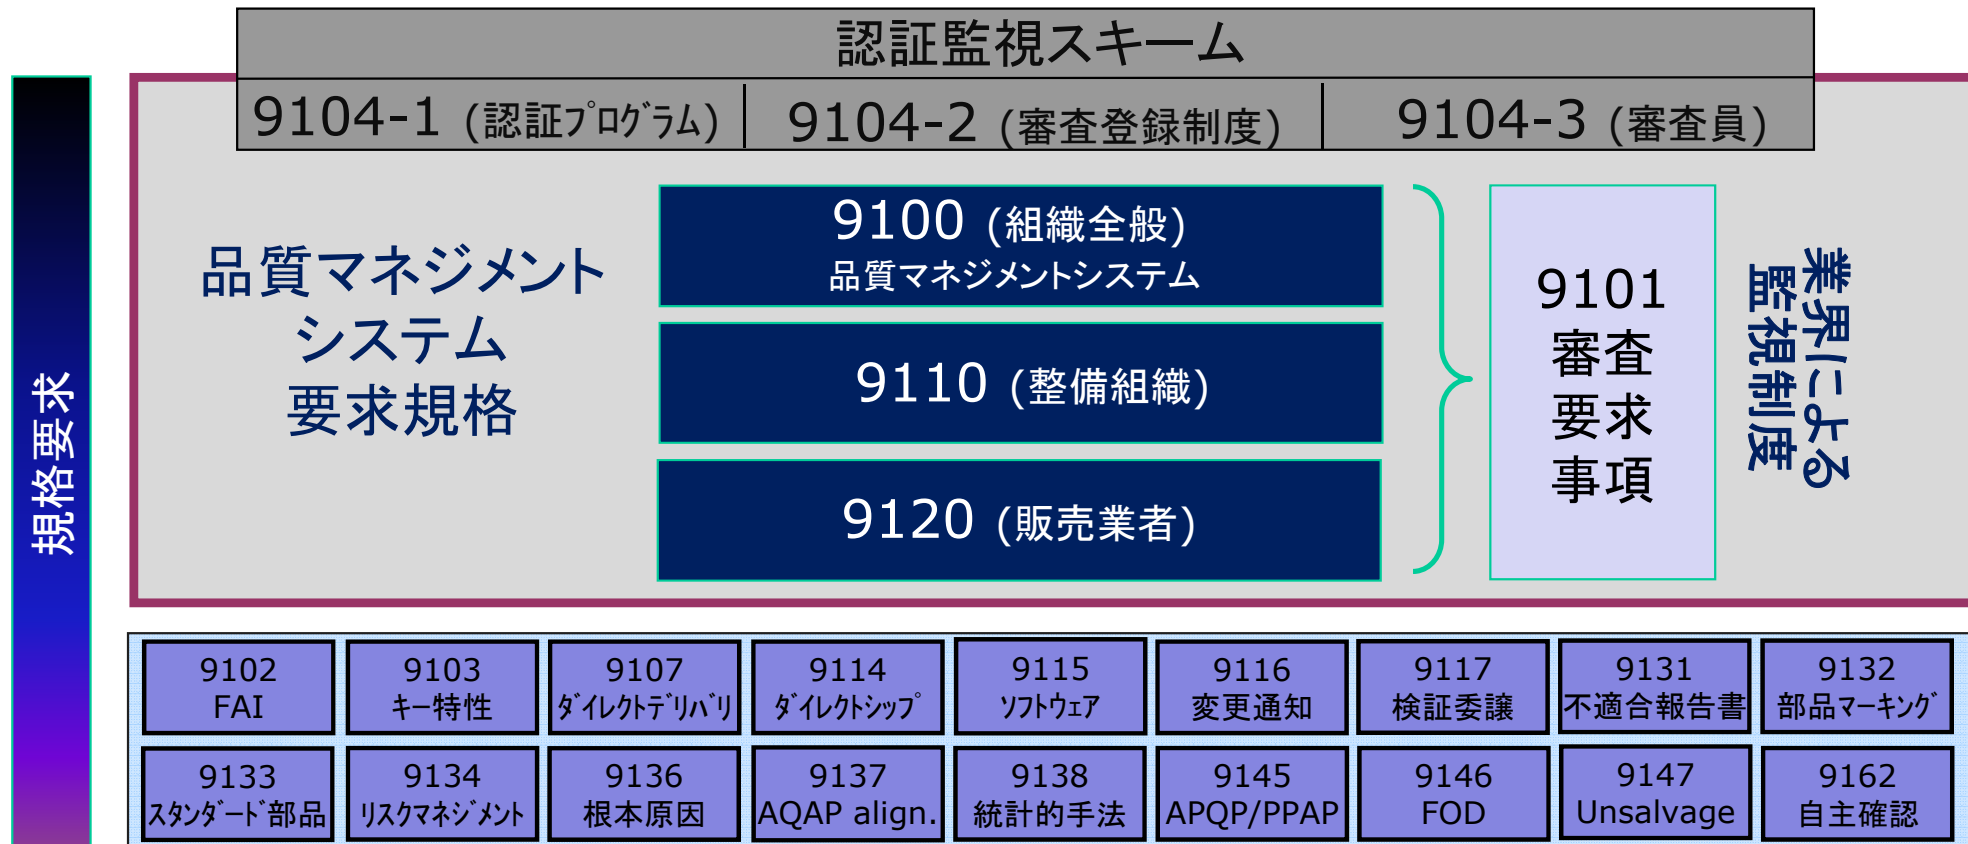 認証監視スキーム
9104-1 (認証ﾌﾟﾛｸﾞﾗﾑ)
9104-2 (審査登録制度)
9104-3 (審査員)
規格要求
品質マネジメント
システム
要求規格
9100 (組織全般)
品質マネジメントシステム
9110 (整備組織)
9120 (販売業者)
9101
審査
要求
事項
業界による
監視制度
9102
FAI
9103
キー特性
9107
ﾀﾞｲﾚｸﾄﾃﾞﾘﾊﾞﾘ
9114
ﾀﾞｲﾚｸﾄｼｯﾌﾟ
9115
ｿﾌﾄｳｪｱ
9116
変更通知
9117
検証委譲
9131
不適合報告書
9132
部品ﾏｰｷﾝｸﾞ
9133
ｽﾀﾝﾀﾞｰﾄﾞ部品
9134
ﾘｽｸﾏﾈｼﾞﾒﾝﾄ
9136
根本原因
9137
AQAP align.
9138
統計的手法
9145
APQP/PPAP
9146
FOD
9147
Unsalvage
9162
自主確認